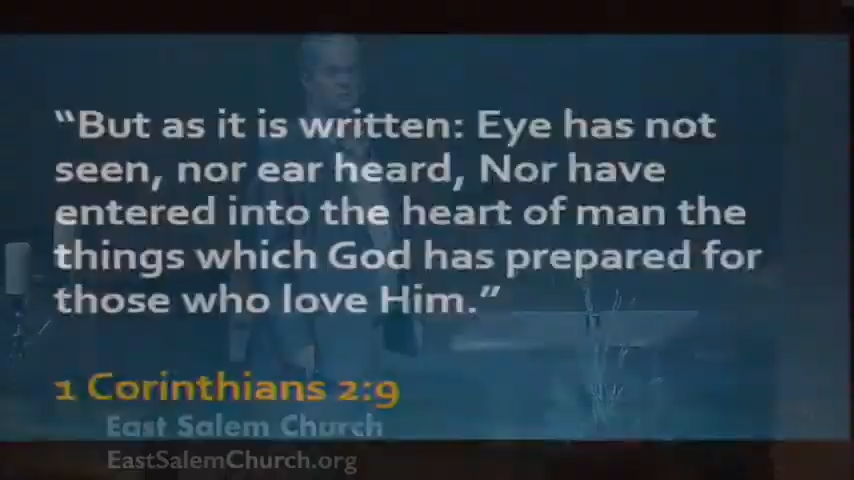 “But as it is written: Eye has not
seen, nor ear heard, Nor have
entered into the heart of man the
things which God has prepared for
those who love Him.”
1 Corinthians 2:9
East Salem Church
EastSalemChurch.org